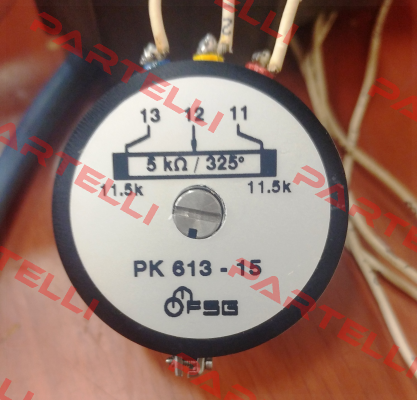 13 12 11
5 kΩ / 325°
11.5k 11.5k
PK 613 - 15
FSG
PARTELLI
PARTELLI
PARTELLI
PARTELLI